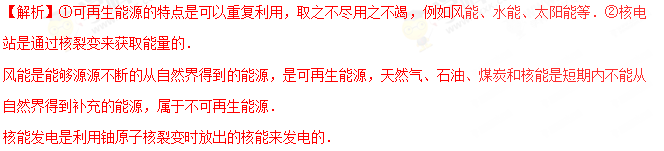 【解析】①可再生能源的特点是可以重复利用，取之不尽用之不竭，例如风能、水能、太阳能等．②核电
站是通过核裂变来获取能量的．
风能是能够源源不断的从自然界得到的能源，是可再生能源，天然气、石油、煤炭和核能是短期内不能从
自然界得到补充的能源，属于不可再生能源．
核能发电是利用铀原子核裂变时放出的核能来发电的．